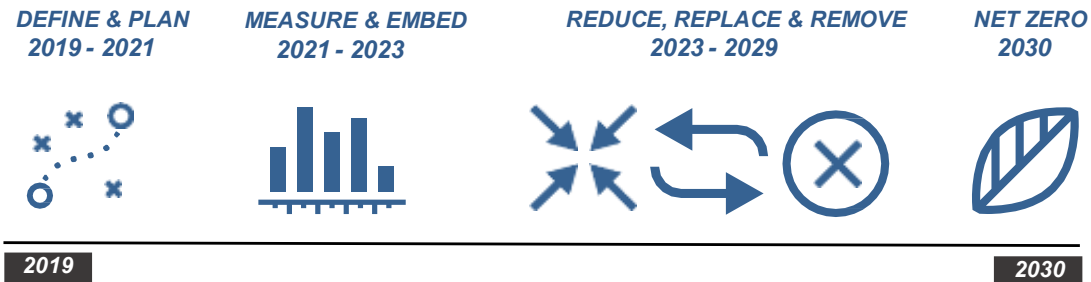 DEFINE & PLAN
2019 - 2021
MEASURE & EMBED
2021 - 2023
REDUCE, REPLACE & REMOVE
2023 - 2029
NET ZERO
2030
2019
2030